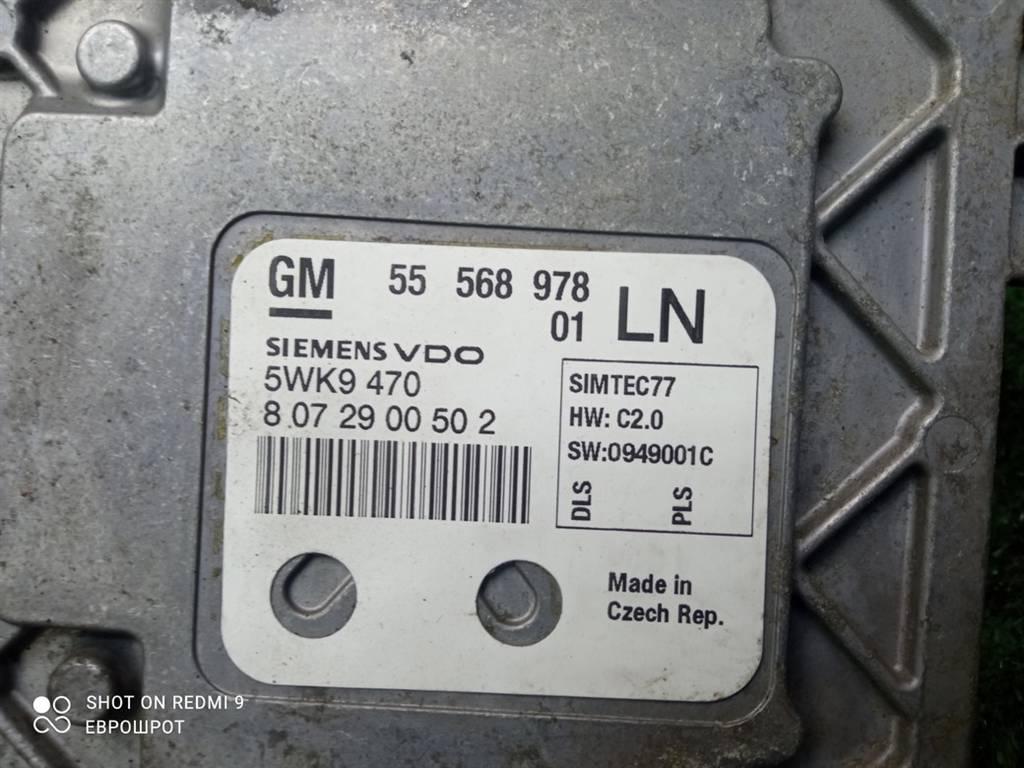 GM 55 568 978 LN
01
SIEMENS VDO
5WK9 470
8 07 29 00 50 2
SIMTEC77
HW: C2.0
SW:0949001C
DLS PLS
Made in
Czech Rep.
SHOT ON REDMI 9
ЕВРОШРОТ